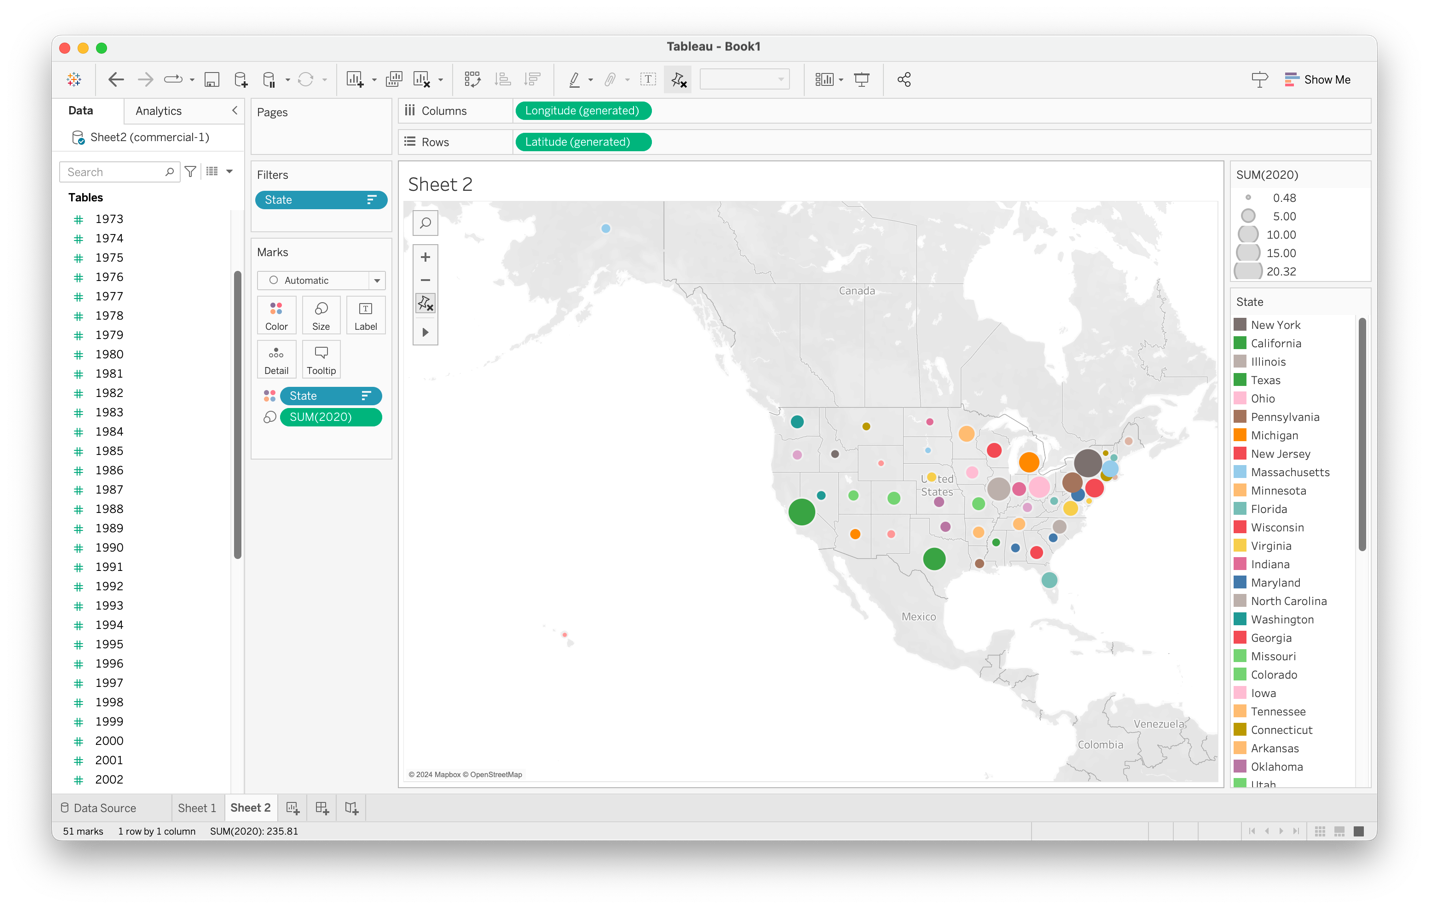 Tableau - Book1
Show Me
Data
Analytics
Sheet2 (commercial-1)
Search
Tables
1973
1974
1975
1976
1977
1978
1979
1980
1981
1982
1983
1984
1985
1986
1987
1988
1989
1990
1991
1992
1993
1994
1995
1996
1997
1998
1999
2000
2001
2002
Pages
Filters
State
Marks
Automatic
Color
Size
Label
Detail
Tooltip
State
SUM(2020)
Columns
Longitude (generated)
Rows
Latitude (generated)
Sheet 2
Canada
United
States
Mexico
Venezuela
Colombia
© 2024 Mapbox © OpenStreetMap
SUM(2020)
0.48
5.00
10.00
15.00
20.32
State
New York
California
Illinois
Texas
Ohio
Pennsylvania
Michigan
New Jersey
Massachusetts
Minnesota
Florida
Wisconsin
Virginia
Indiana
Maryland
North Carolina
Washington
Georgia
Missouri
Colorado
Iowa
Tennessee
Connecticut
Arkansas
Oklahoma
Utah
Data Source
Sheet 1
Sheet 2
51 marks
1 row by 1 column
SUM(2020): 235.81